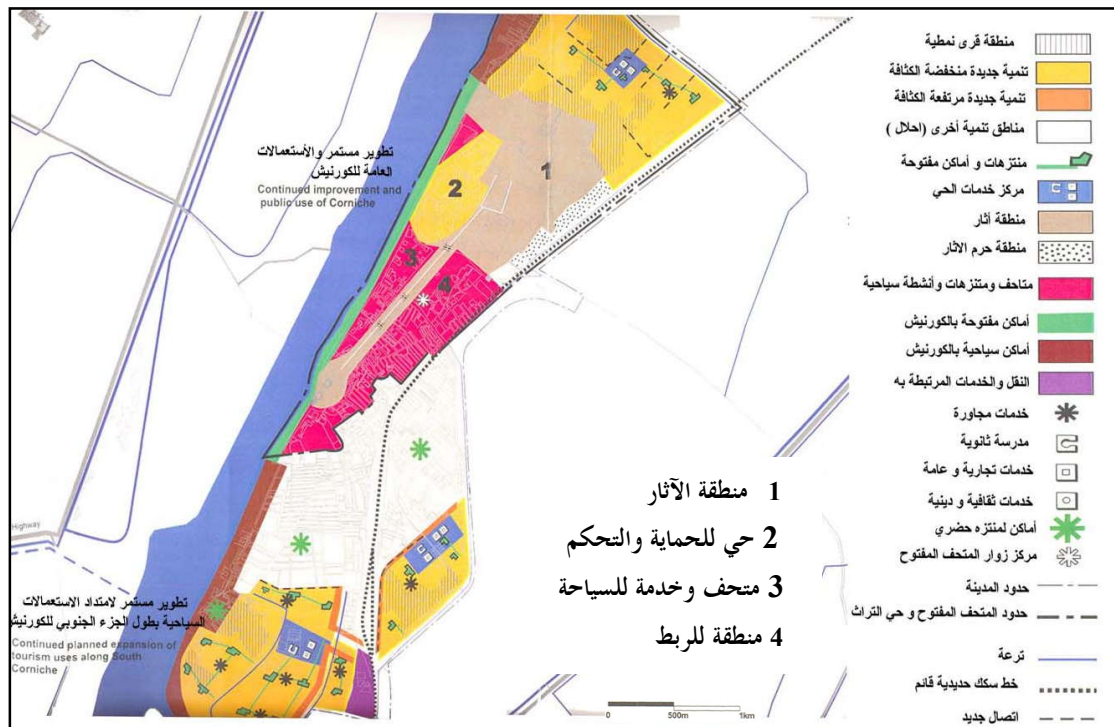 منطقة قرى نمطية
تنمية جديدة منخفضة الكثافة
تنمية جديدة مرتفعة الكثافة
مناطق تنمية أخرى (احلال )
منتزهات و أماكن مفتوحة
مركز خدمات الحي
منطقة أثار
منطقة حرم الاثار
متاحف ومتنزهات وأنشطة سياحية
أماكن مفتوحة بالكورنيش
أماكن سياحية بالكورنيش
النقل والخدمات المرتبطة به
خدمات مجاورة
مدرسة ثانوية
خدمات تجارية و عامة
خدمات ثقافية و دينية
أماكن لمنتزه حضري
مركز زوار المتحف المفتوح
حدود المدينة
حدود المتحف المفتوح و حي التراث
ترعة
خط سكك حديدية قائم
اتصال جديد
تطوير مستمر والأستعمالات
العامة للكورنيش
Continued improvement and
public use of Corniche
1
2
3
4
1 منطقة الآثار
2 حي للحماية والتحكم
3 متحف وخدمة للسياحة
4 منطقة للربط
Highway
تطوير مستمر لامتداد الاستعمالات
السياحية بطول الجزء الجنوبي للكورنيش
Continued planned expansion of
tourism uses along South
Corniche
0 500m 1km